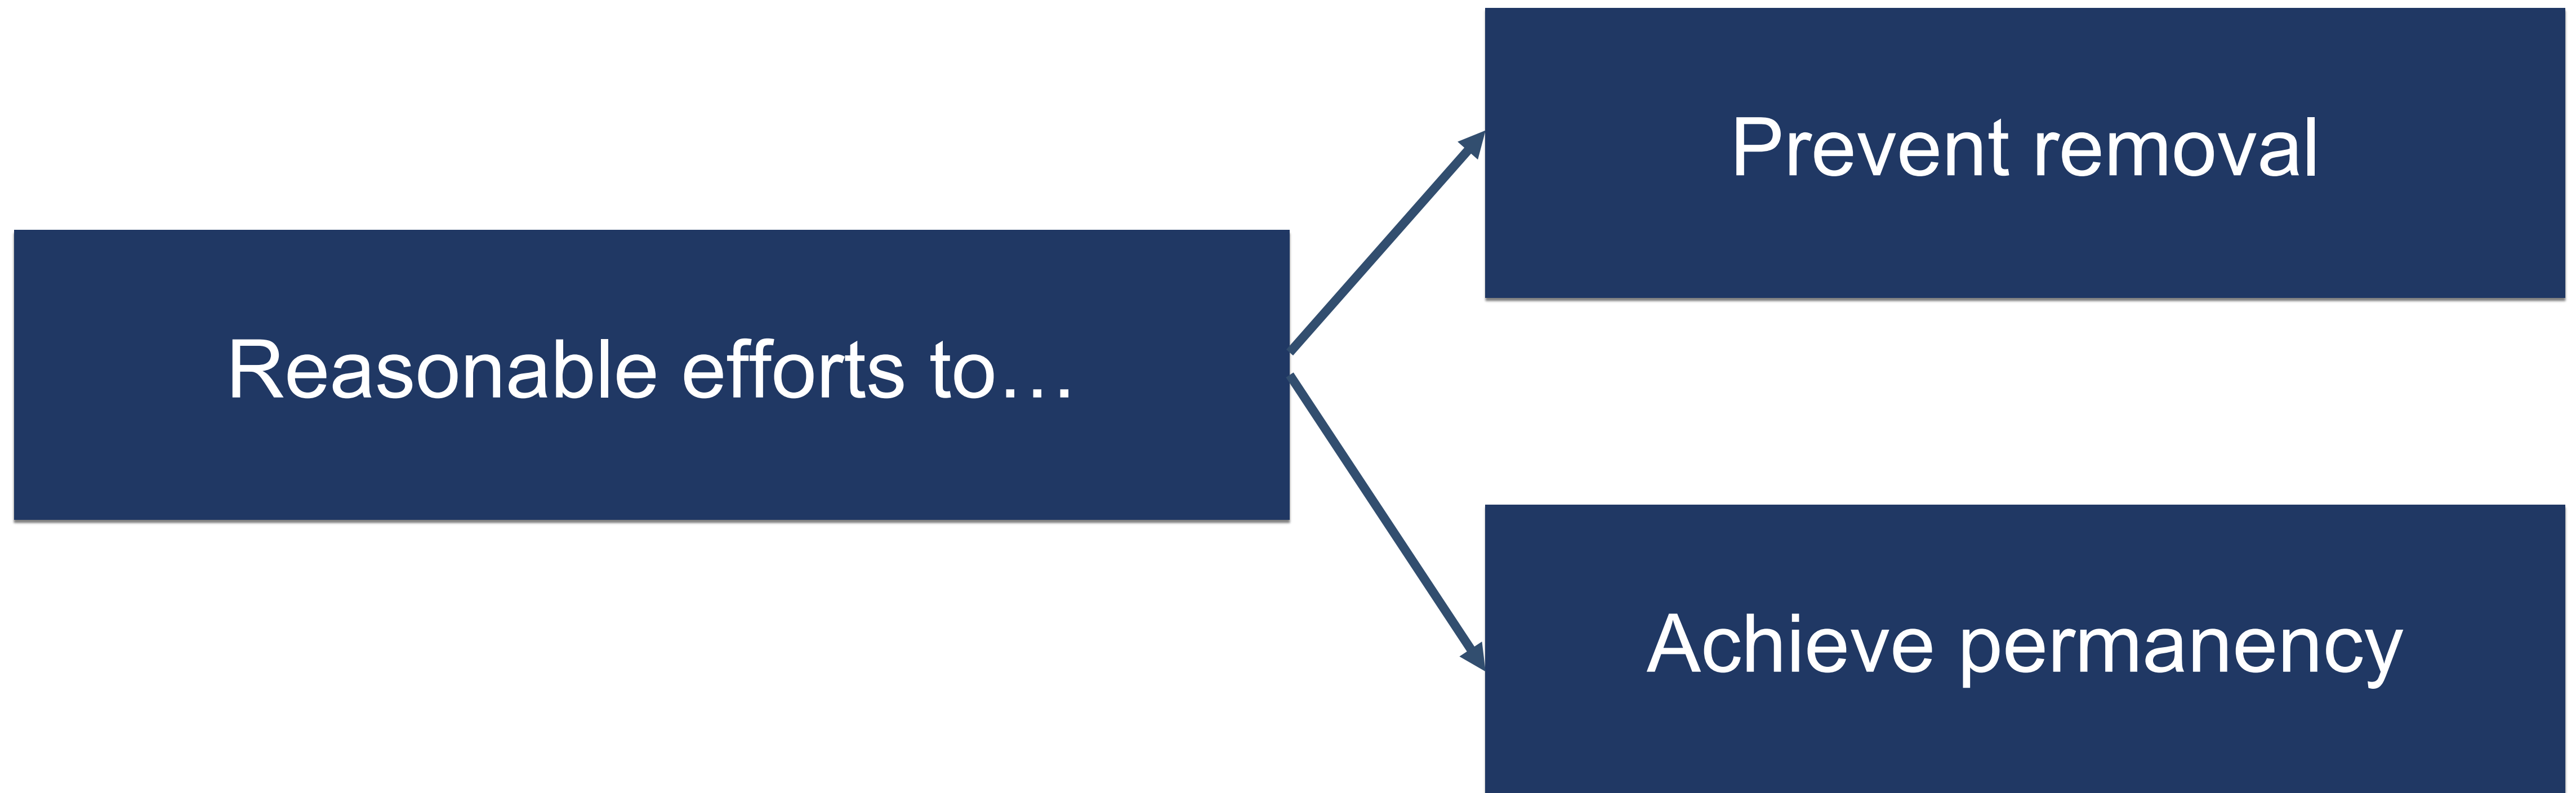 Prevent removal
Reasonable efforts to…
Achieve permanency